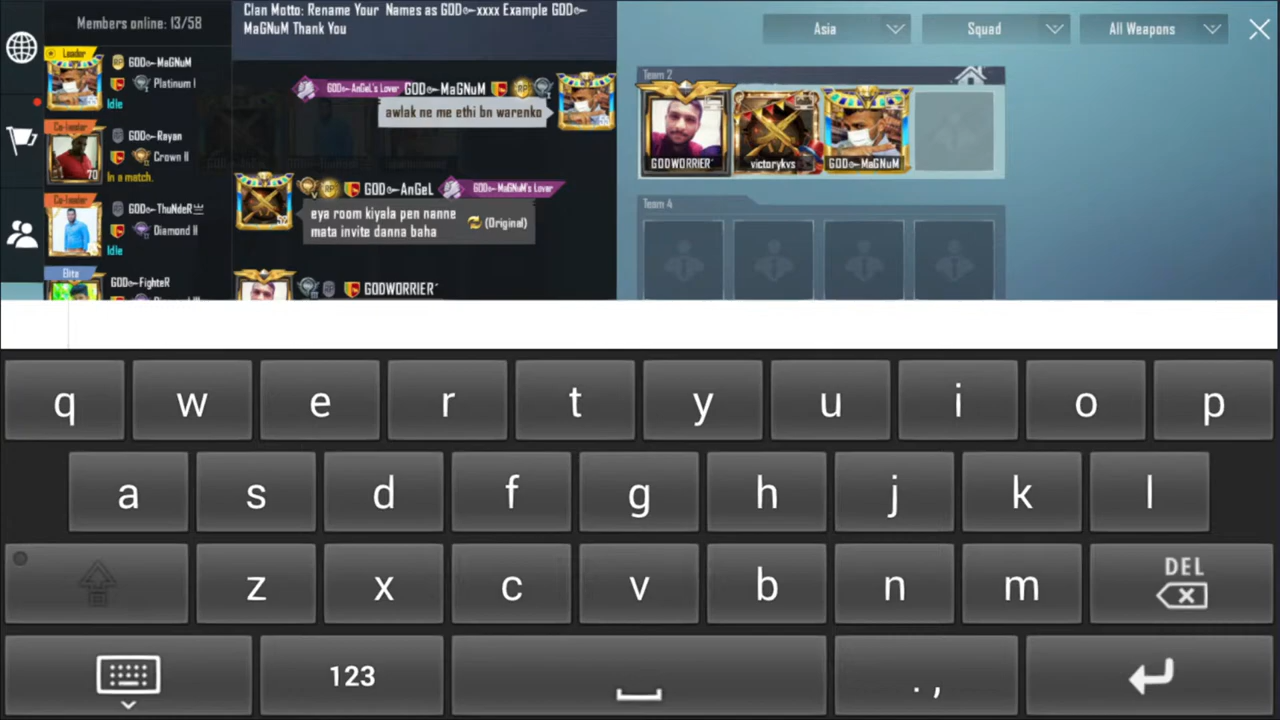 Members online: 13/58
Leader
GOD๛MaGNuM
Platinum I
Idle
Co-leader
GOD๛Rayan
70
Crown II
In a match.
Co-leader
GOD๛ThuNdeR
Diamond II
Idle
Elite
GOD๛FighteR
Clan Motto: Rename Your Names as GOD๛xxxx Example GOD๛
MaGNuM Thank You
GOD๛AnGeL's Lover GOD๛MaGNuM RP
awlak ne me ethi bn warenko
RP GOD๛AnGeL GOD๛MaGNuM's Lover
eya room kiyala pen nanne
mata invite danna baha
(Original)
GODWORRIER
Asia
Squad
All Weapons
Team 2
GODWORRIER
victorykvs
GOD๛MaGNuM
Team 4
q w e r t y u i o p
a s d f g h j k l
z x c v b n m DEL
123 . ,